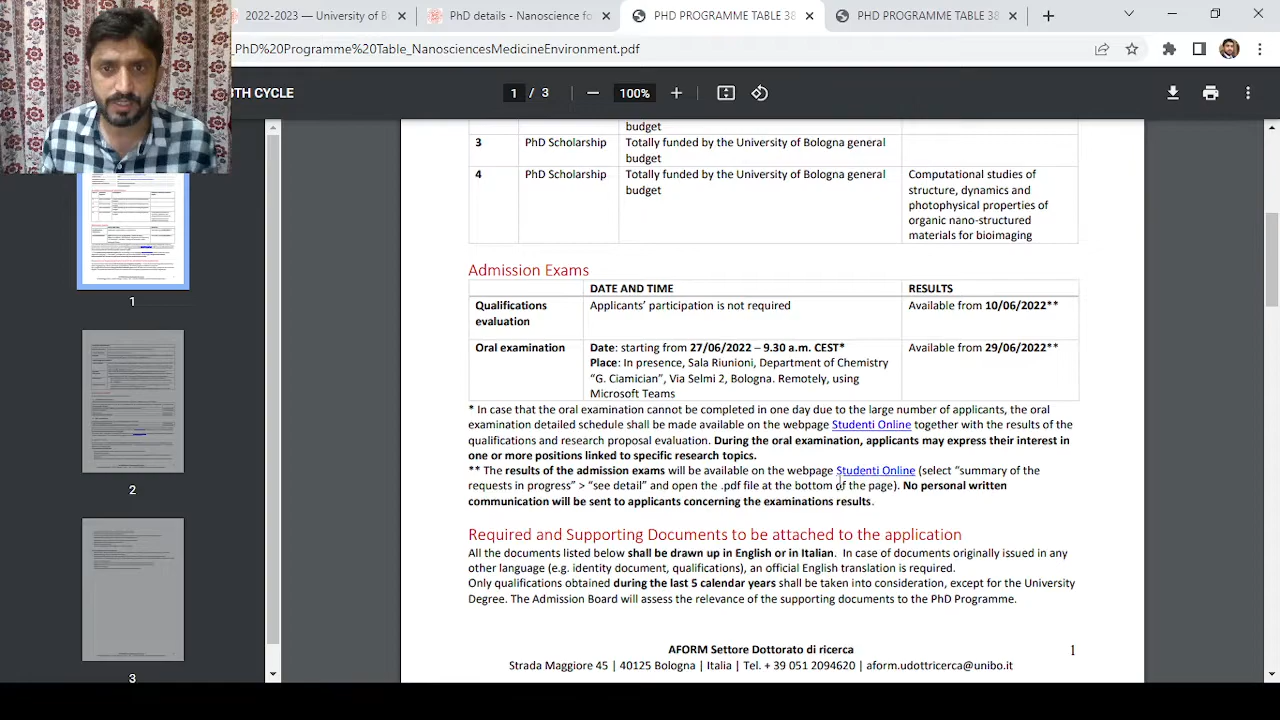 2022-2023 — University of B
PhD details - Nanoscience fo
PHD PROGRAMME TABLE 38
PHD PROGRAMME TABLE 38
_PhD%20Programme%20Table_NanosciencesMedicineEnvironment.pdf
TH CYCLE
1 / 3
100%
1
2
3
budget
3 PhD Scholarship Totally funded by the University of Bologna general
budget
arship Totally funded by the University of Bologna general Computational studies of
budget structure, dynamics and
photophysical properties of
organic nano-structured
materials for bioimaging
Admission Exams
DATE AND TIME RESULTS
Qualifications Applicants' participation is not required Available from 10/06/2022**
evaluation
Oral examination Date: starting from 27/06/2022 – 9.30 am CEST* Available from 29/06/2022**
Place: In presence, Sala Riunioni, Department of Chemistry
"G. Ciamician", Via Selmi 2, Bologna. Remotely, using
Microsoft Teams
* In case the oral examination cannot be completed in one day due to the large number of applicants, the oral
examination schedule shall be made available on the webpage Studenti Online together with the results of the
qualifications and research proposal evaluation. During the oral examination, applicants may express their interest in
one or more positions linked to specific research topics.
** The results of the admission exams will be available on the webpage Studenti Online (select "summary of the
requests in progress" > "see detail" and open the .pdf file at the bottom of the page). No personal written
communication will be sent to applicants concerning the examinations results.
Required and Supporting Documents to be attached to the application
All the documents listed below shall be drawn up in English or in Italian. For documents originally issued in any
other language (e.g. identity document, qualifications), an official English translation is required.
Only qualifications obtained during the last 5 calendar years shall be taken into consideration, except for the University
Degree. The Admission Board will assess the relevance of the supporting documents to the PhD Programme.
AFORM Settore Dottorato di ricerca 1
Strada Maggiore 45 | 40125 Bologna | Italia | Tel. + 39 051 2094620 | aform.udottricerca@unibo.it